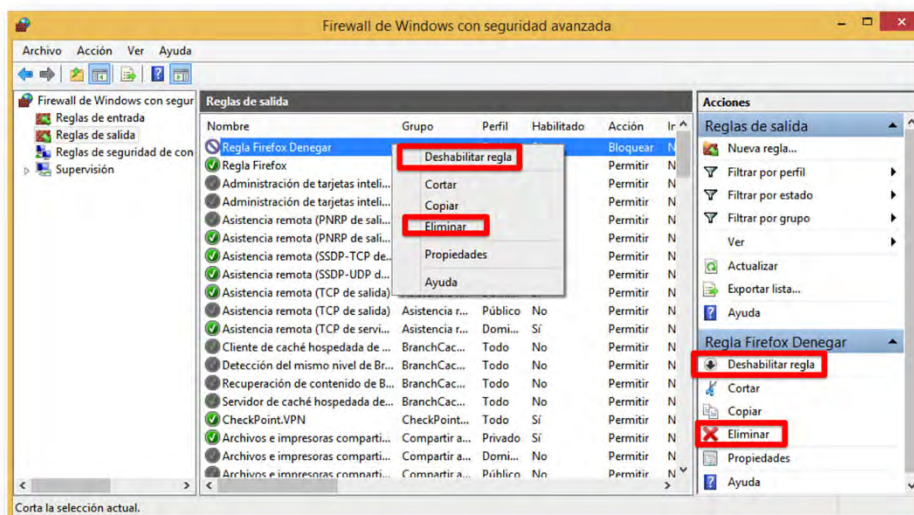 Firewall de Windows con seguridad avanzada
Archivo Acción Ver Ayuda
Firewall de Windows con segur
Reglas de entrada
Reglas de salida
Reglas de seguridad de con
Supervisión
Reglas de salida
Nombre Grupo Perfil Habilitado Acción Ir
Regla Firefox Denegar Bloquear N
Regla Firefox Permitir N
Administración de tarjetas inteli... Permitir N
Administración de tarjetas inteli... Permitir N
Asistencia remota (PNRP de sali... Permitir N
Asistencia remota (PNRP de sali... Permitir N
Asistencia remota (SSDP-TCP de... Permitir N
Asistencia remota (SSDP-UDP d... Permitir N
Asistencia remota (TCP de salida) Permitir N
Asistencia remota (TCP de salida) Asistencia r... Público No Permitir N
Asistencia remota (TCP de servi... Asistencia r... Domi... Sí Permitir N
Cliente de caché hospedada de ... BranchCac... Todo No Permitir N
Detección del mismo nivel de Br... BranchCac... Todo No Permitir N
Recuperación de contenido de B... BranchCac... Todo No Permitir N
Servidor de caché hospedada de... BranchCac... Todo No Permitir N
CheckPoint.VPN CheckPoint... Todo Sí Permitir N
Archivos e impresoras comparti... Compartir a... Privado Sí Permitir N
Archivos e impresoras comparti... Compartir a... Domi... No Permitir N
Archivos e impresoras comparti... Compartir a... Público No Permitir N
Deshabilitar regla
Cortar
Copiar
Eliminar
Propiedades
Ayuda
Acciones
Reglas de salida
Nueva regla...
Filtrar por perfil
Filtrar por estado
Filtrar por grupo
Ver
Actualizar
Exportar lista...
Ayuda
Regla Firefox Denegar
Deshabilitar regla
Cortar
Copiar
Eliminar
Propiedades
Ayuda
Corta la selección actual.